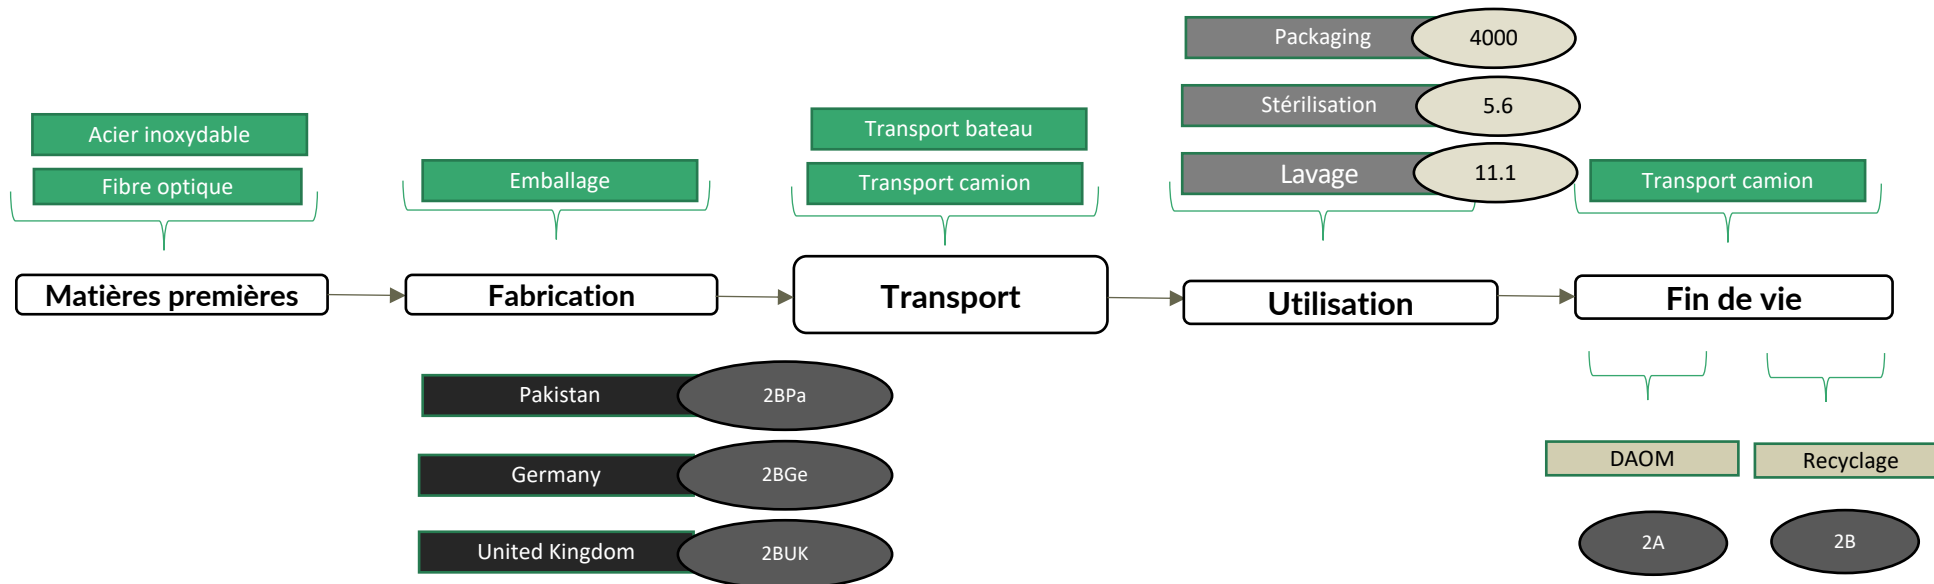 Packaging
4000
Stérilisation
5.6
Lavage
11.1
Acier inoxydable
Fibre optique
Emballage
Transport bateau
Transport camion
Transport camion
Matières premières
Fabrication
Transport
Utilisation
Fin de vie
Pakistan
2BPa
Germany
2BGe
United Kingdom
2BUK
DAOM
Recyclage
2A
2B